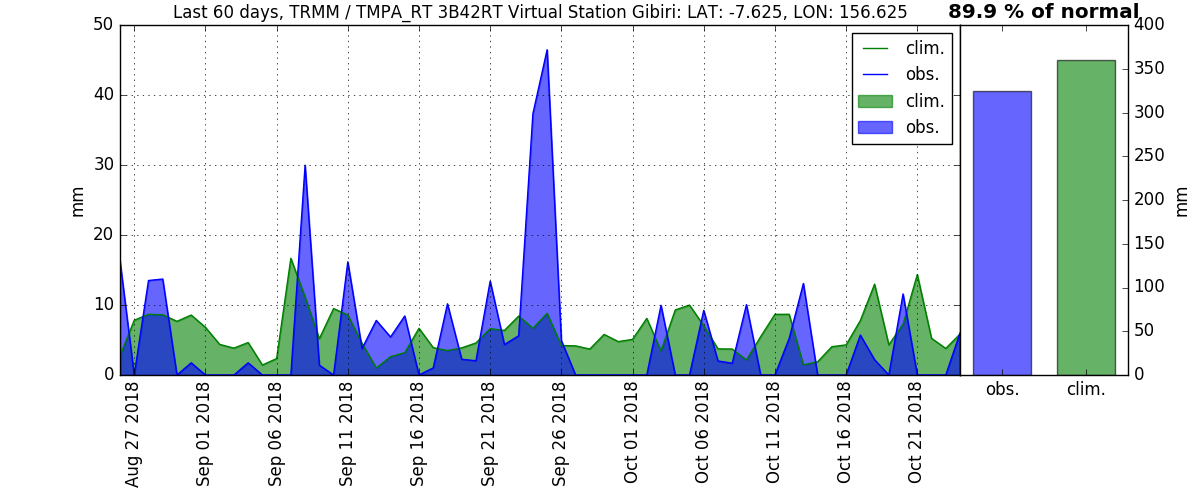 Last 60 days, TRMM / TMPA_RT 3B42RT Virtual Station Gibiri: LAT: -7.625, LON: 156.625
89.9 % of normal
50
40
30
20
10
0
mm
clim.
obs.
clim.
obs.
400
350
300
250
200
150
100
50
0
mm
obs.
clim.
Aug 27 2018
Sep 01 2018
Sep 06 2018
Sep 11 2018
Sep 16 2018
Sep 21 2018
Sep 26 2018
Oct 01 2018
Oct 06 2018
Oct 11 2018
Oct 16 2018
Oct 21 2018